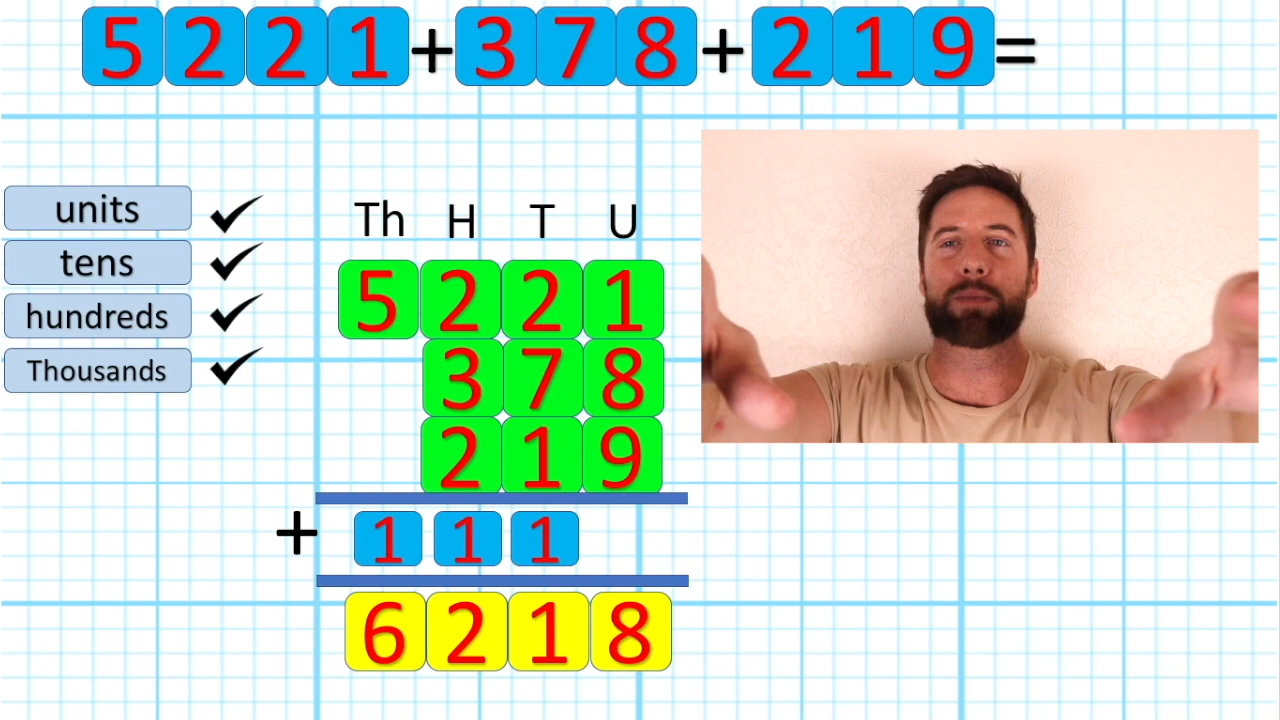 5221+378+219=
units
tens
hundreds
Thousands
Th H T U
5221
378
219
+ 111
6218